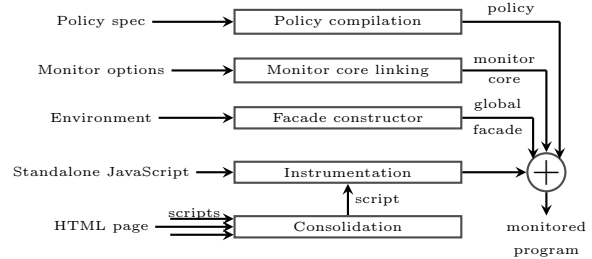 policy
Policy spec
Policy compilation
monitor
Monitor options
Monitor core linking
core
global
Environment
Facade constructor
facade
Standalone JavaScript
Instrumentation
+
script
scripts
HTML page
Consolidation
monitored
program